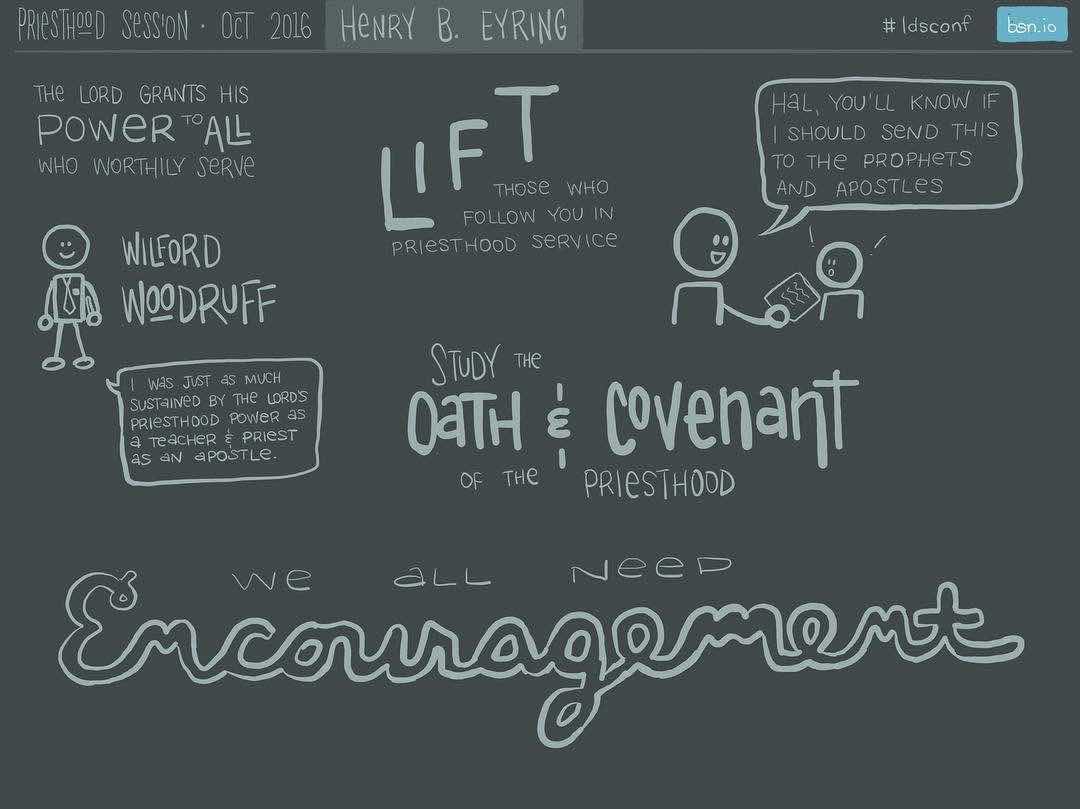 PRIESTHOOD SESSION · OCT 2016 HENRY B. EYRING #ldsconf bsn.io
THE LORD GRANTS HIS
POWER TO ALL
WHO WORTHILY SERVE
LIFT
THOSE WHO
FOLLOW YOU IN
PRIESTHOOD SERVICE
HAL, YOU'LL KNOW IF
I SHOULD SEND THIS
TO THE PROPHETS
AND APOSTLES
WILFORD
WOODRUFF
I WAS JUST AS MUCH
SUSTAINED BY THE LORD'S
PRIESTHOOD POWER AS
A TEACHER & PRIEST
AS AN APOSTLE.
STUDY THE
OATH & COVENANT
OF THE PRIESTHOOD
WE ALL NEED
Encouragement